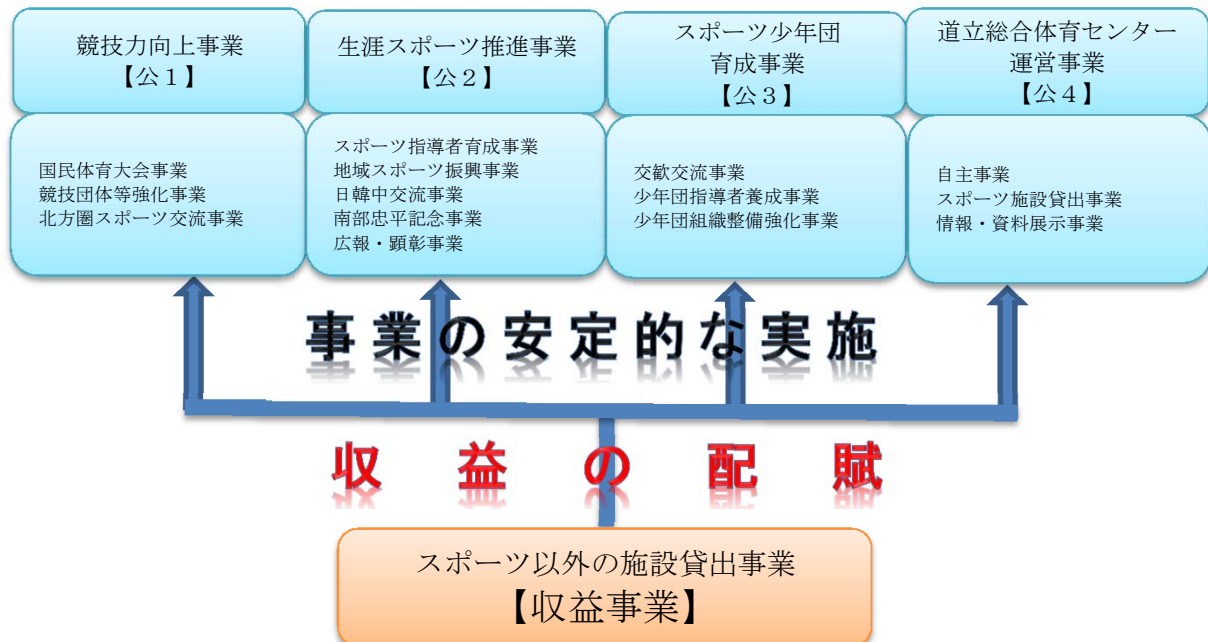 競技力向上事業
【公１】
国民体育大会事業
競技団体等強化事業
北方圏スポーツ交流事業
生涯スポーツ推進事業
【公２】
スポーツ指導者育成事業
地域スポーツ振興事業
日韓中交流事業
南部忠平記念事業
広報・顕彰事業
スポーツ少年団
育成事業
【公３】
交歓交流事業
少年団指導者養成事業
少年団組織整備強化事業
道立総合体育センター
運営事業
【公４】
自主事業
スポーツ施設貸出事業
情報・資料展示事業
事業の安定的な実施
収益の配賦
スポーツ以外の施設貸出事業
【収益事業】